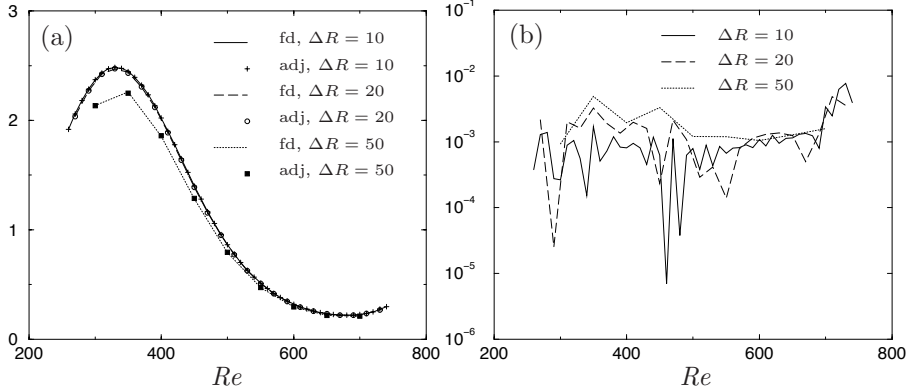 (a)
3
2
1
0
fd, ΔR = 10
adj, ΔR = 10
fd, ΔR = 20
adj, ΔR = 20
fd, ΔR = 50
adj, ΔR = 50
200 400 600 800
Re
(b)
10⁻¹
10⁻²
10⁻³
10⁻⁴
10⁻⁵
10⁻⁶
ΔR = 10
ΔR = 20
ΔR = 50
200 400 600 800
Re